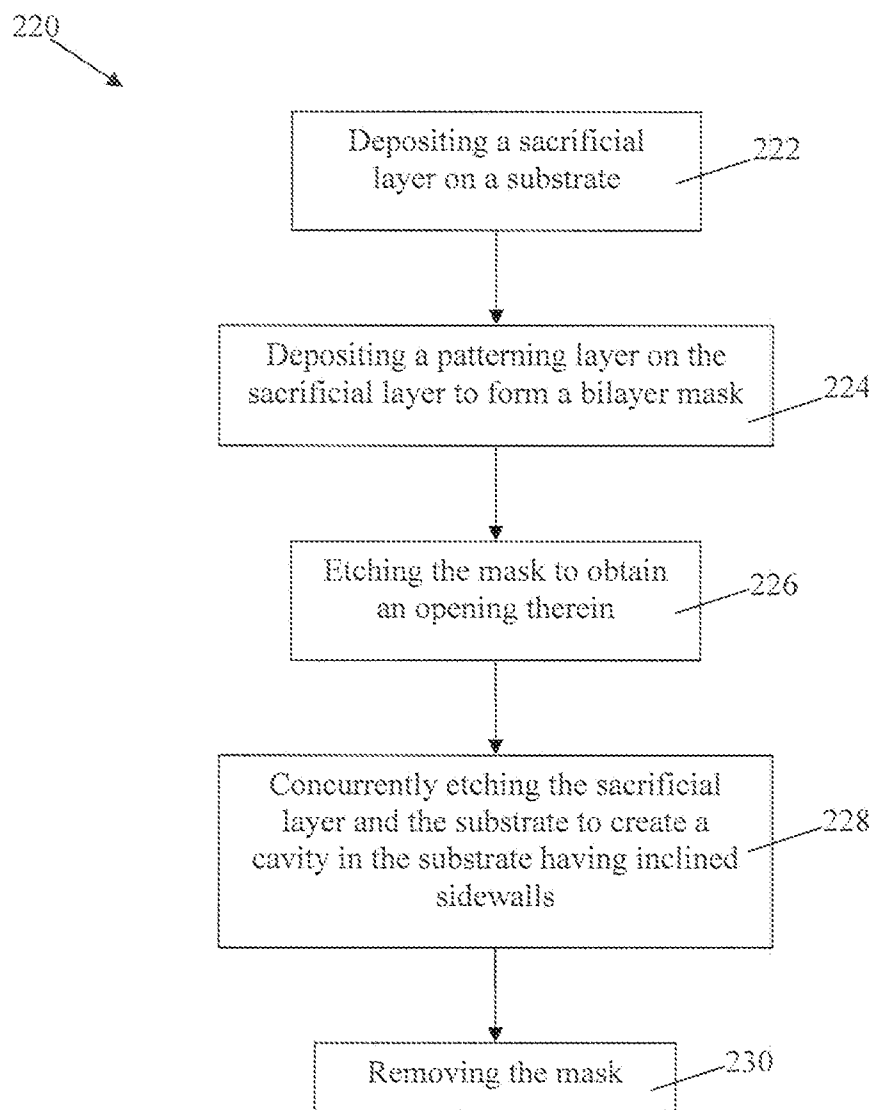 220
Depositing a sacrificial
layer on a substrate
222
Depositing a patterning layer on the
sacrificial layer to form a bilayer mask
224
Etching the mask to obtain
an opening therein
226
Concurrently etching the sacrificial
layer and the substrate to create a
cavity in the substrate having inclined
sidewalls
228
Removing the mask
230